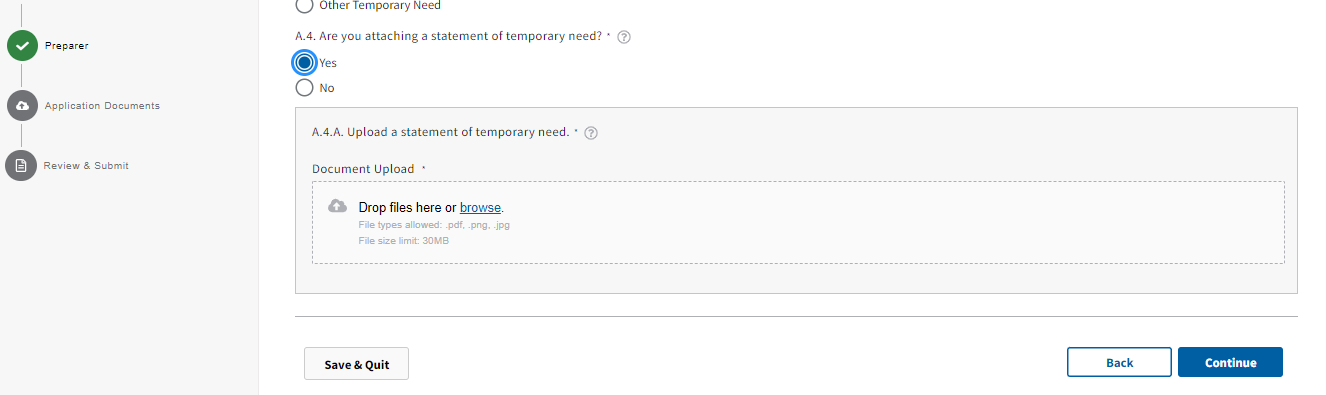 Other Temporary Need
Preparer
A.4. Are you attaching a statement of temporary need? *
Yes
No
Application Documents
A.4.A. Upload a statement of temporary need. *
Review & Submit
Document Upload *
Drop files here or browse.
File types allowed: .pdf, .png, .jpg
File size limit: 30MB
Save & Quit
Back
Continue